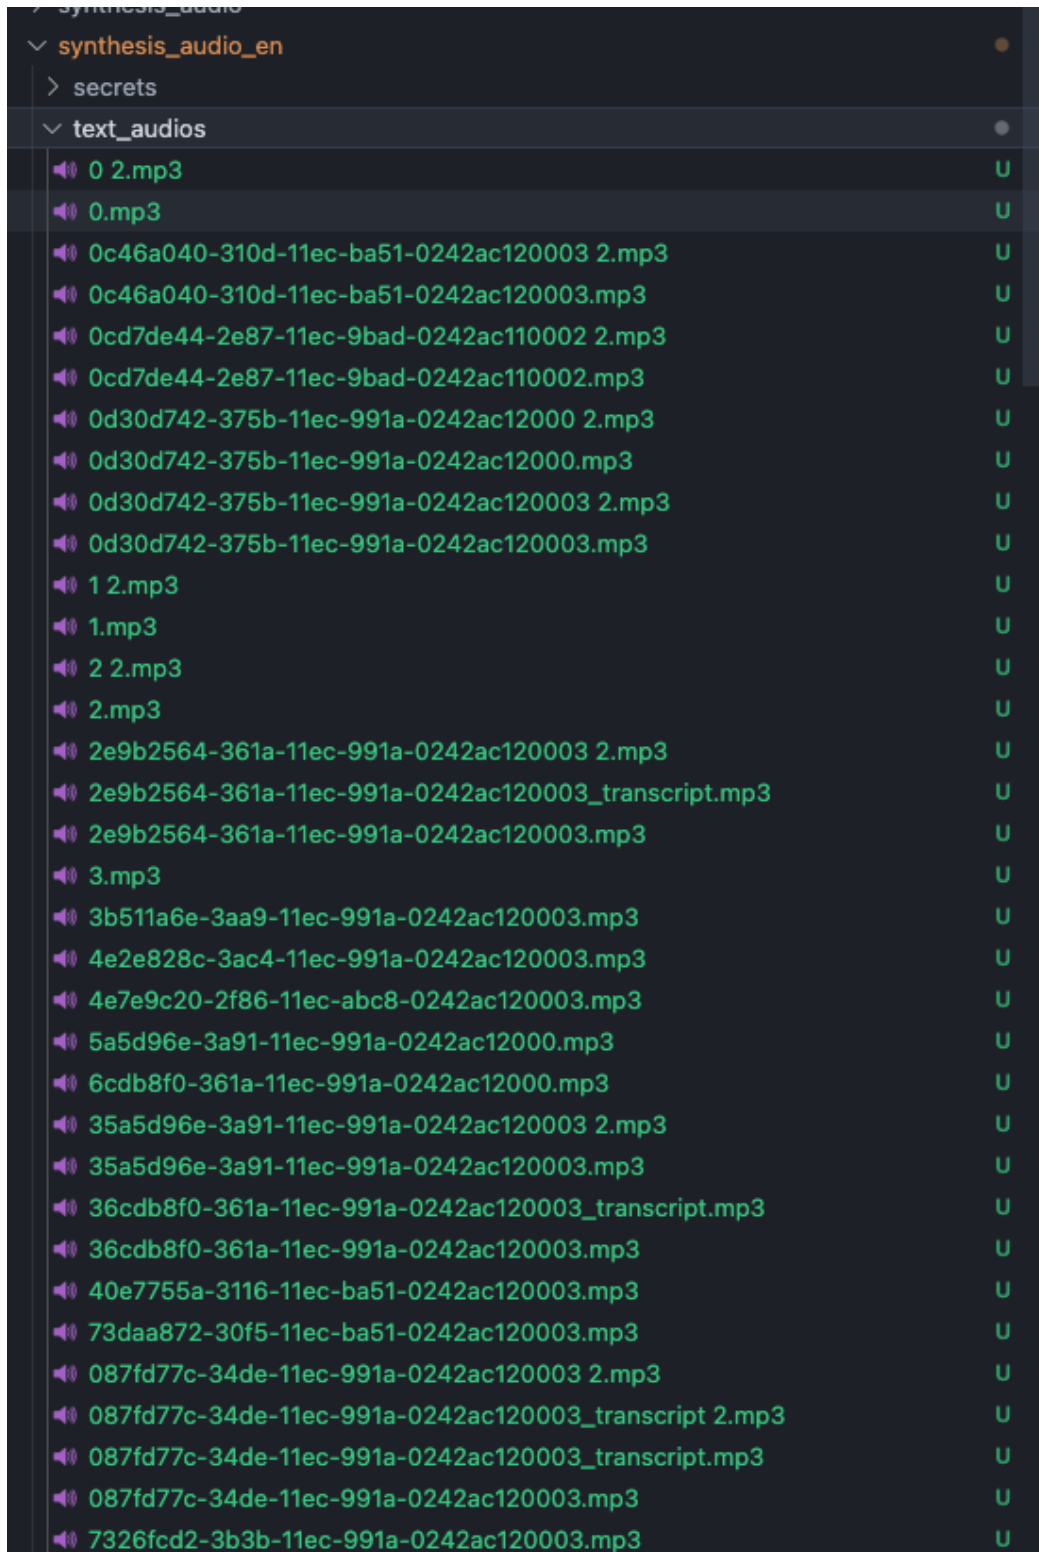 synthesis_audio
synthesis_audio_en
secrets
text_audios
0 2.mp3 U
0.mp3 U
0c46a040-310d-11ec-ba51-0242ac120003 2.mp3 U
0c46a040-310d-11ec-ba51-0242ac120003.mp3 U
0cd7de44-2e87-11ec-9bad-0242ac110002 2.mp3 U
0cd7de44-2e87-11ec-9bad-0242ac110002.mp3 U
0d30d742-375b-11ec-991a-0242ac12000 2.mp3 U
0d30d742-375b-11ec-991a-0242ac12000.mp3 U
0d30d742-375b-11ec-991a-0242ac120003 2.mp3 U
0d30d742-375b-11ec-991a-0242ac120003.mp3 U
1 2.mp3 U
1.mp3 U
2 2.mp3 U
2.mp3 U
2e9b2564-361a-11ec-991a-0242ac120003 2.mp3 U
2e9b2564-361a-11ec-991a-0242ac120003_transcript.mp3 U
2e9b2564-361a-11ec-991a-0242ac120003.mp3 U
3.mp3 U
3b511a6e-3aa9-11ec-991a-0242ac120003.mp3 U
4e2e828c-3ac4-11ec-991a-0242ac120003.mp3 U
4e7e9c20-2f86-11ec-abc8-0242ac120003.mp3 U
5a5d96e-3a91-11ec-991a-0242ac12000.mp3 U
6cdb8f0-361a-11ec-991a-0242ac12000.mp3 U
35a5d96e-3a91-11ec-991a-0242ac120003 2.mp3 U
35a5d96e-3a91-11ec-991a-0242ac120003.mp3 U
36cdb8f0-361a-11ec-991a-0242ac120003_transcript.mp3 U
36cdb8f0-361a-11ec-991a-0242ac120003.mp3 U
40e7755a-3116-11ec-ba51-0242ac120003.mp3 U
73daa872-30f5-11ec-ba51-0242ac120003.mp3 U
087fd77c-34de-11ec-991a-0242ac120003 2.mp3 U
087fd77c-34de-11ec-991a-0242ac120003_transcript 2.mp3 U
087fd77c-34de-11ec-991a-0242ac120003_transcript.mp3 U
087fd77c-34de-11ec-991a-0242ac120003.mp3 U
7326fcd2-3b3b-11ec-991a-0242ac120003.mp3 U